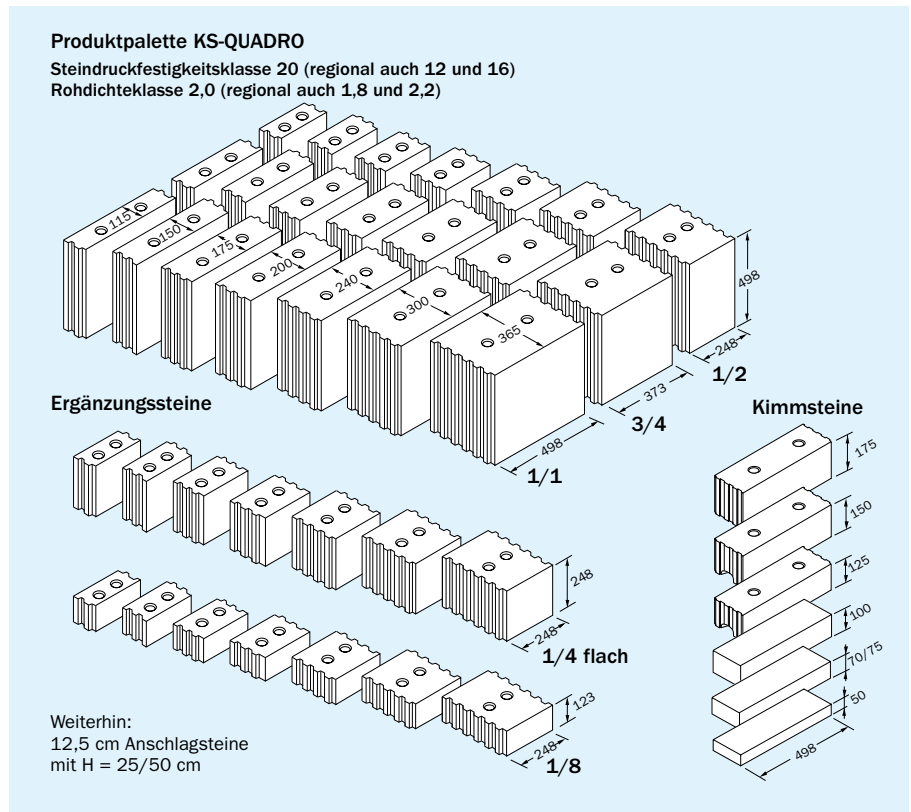 Produktpalette KS-QUADRO
Steindruckfestigkeitsklasse 20 (regional auch 12 und 16)
Rohdichteklasse 2,0 (regional auch 1,8 und 2,2)
115
150
175
200
240
300
365
498
248
1/2
373
3/4
498
1/1
Ergänzungssteine
248
248
1/4 flach
123
248
1/8
Weiterhin:
12,5 cm Anschlagsteine
mit H = 25/50 cm
Kimmsteine
175
150
125
100
70/75
50
498